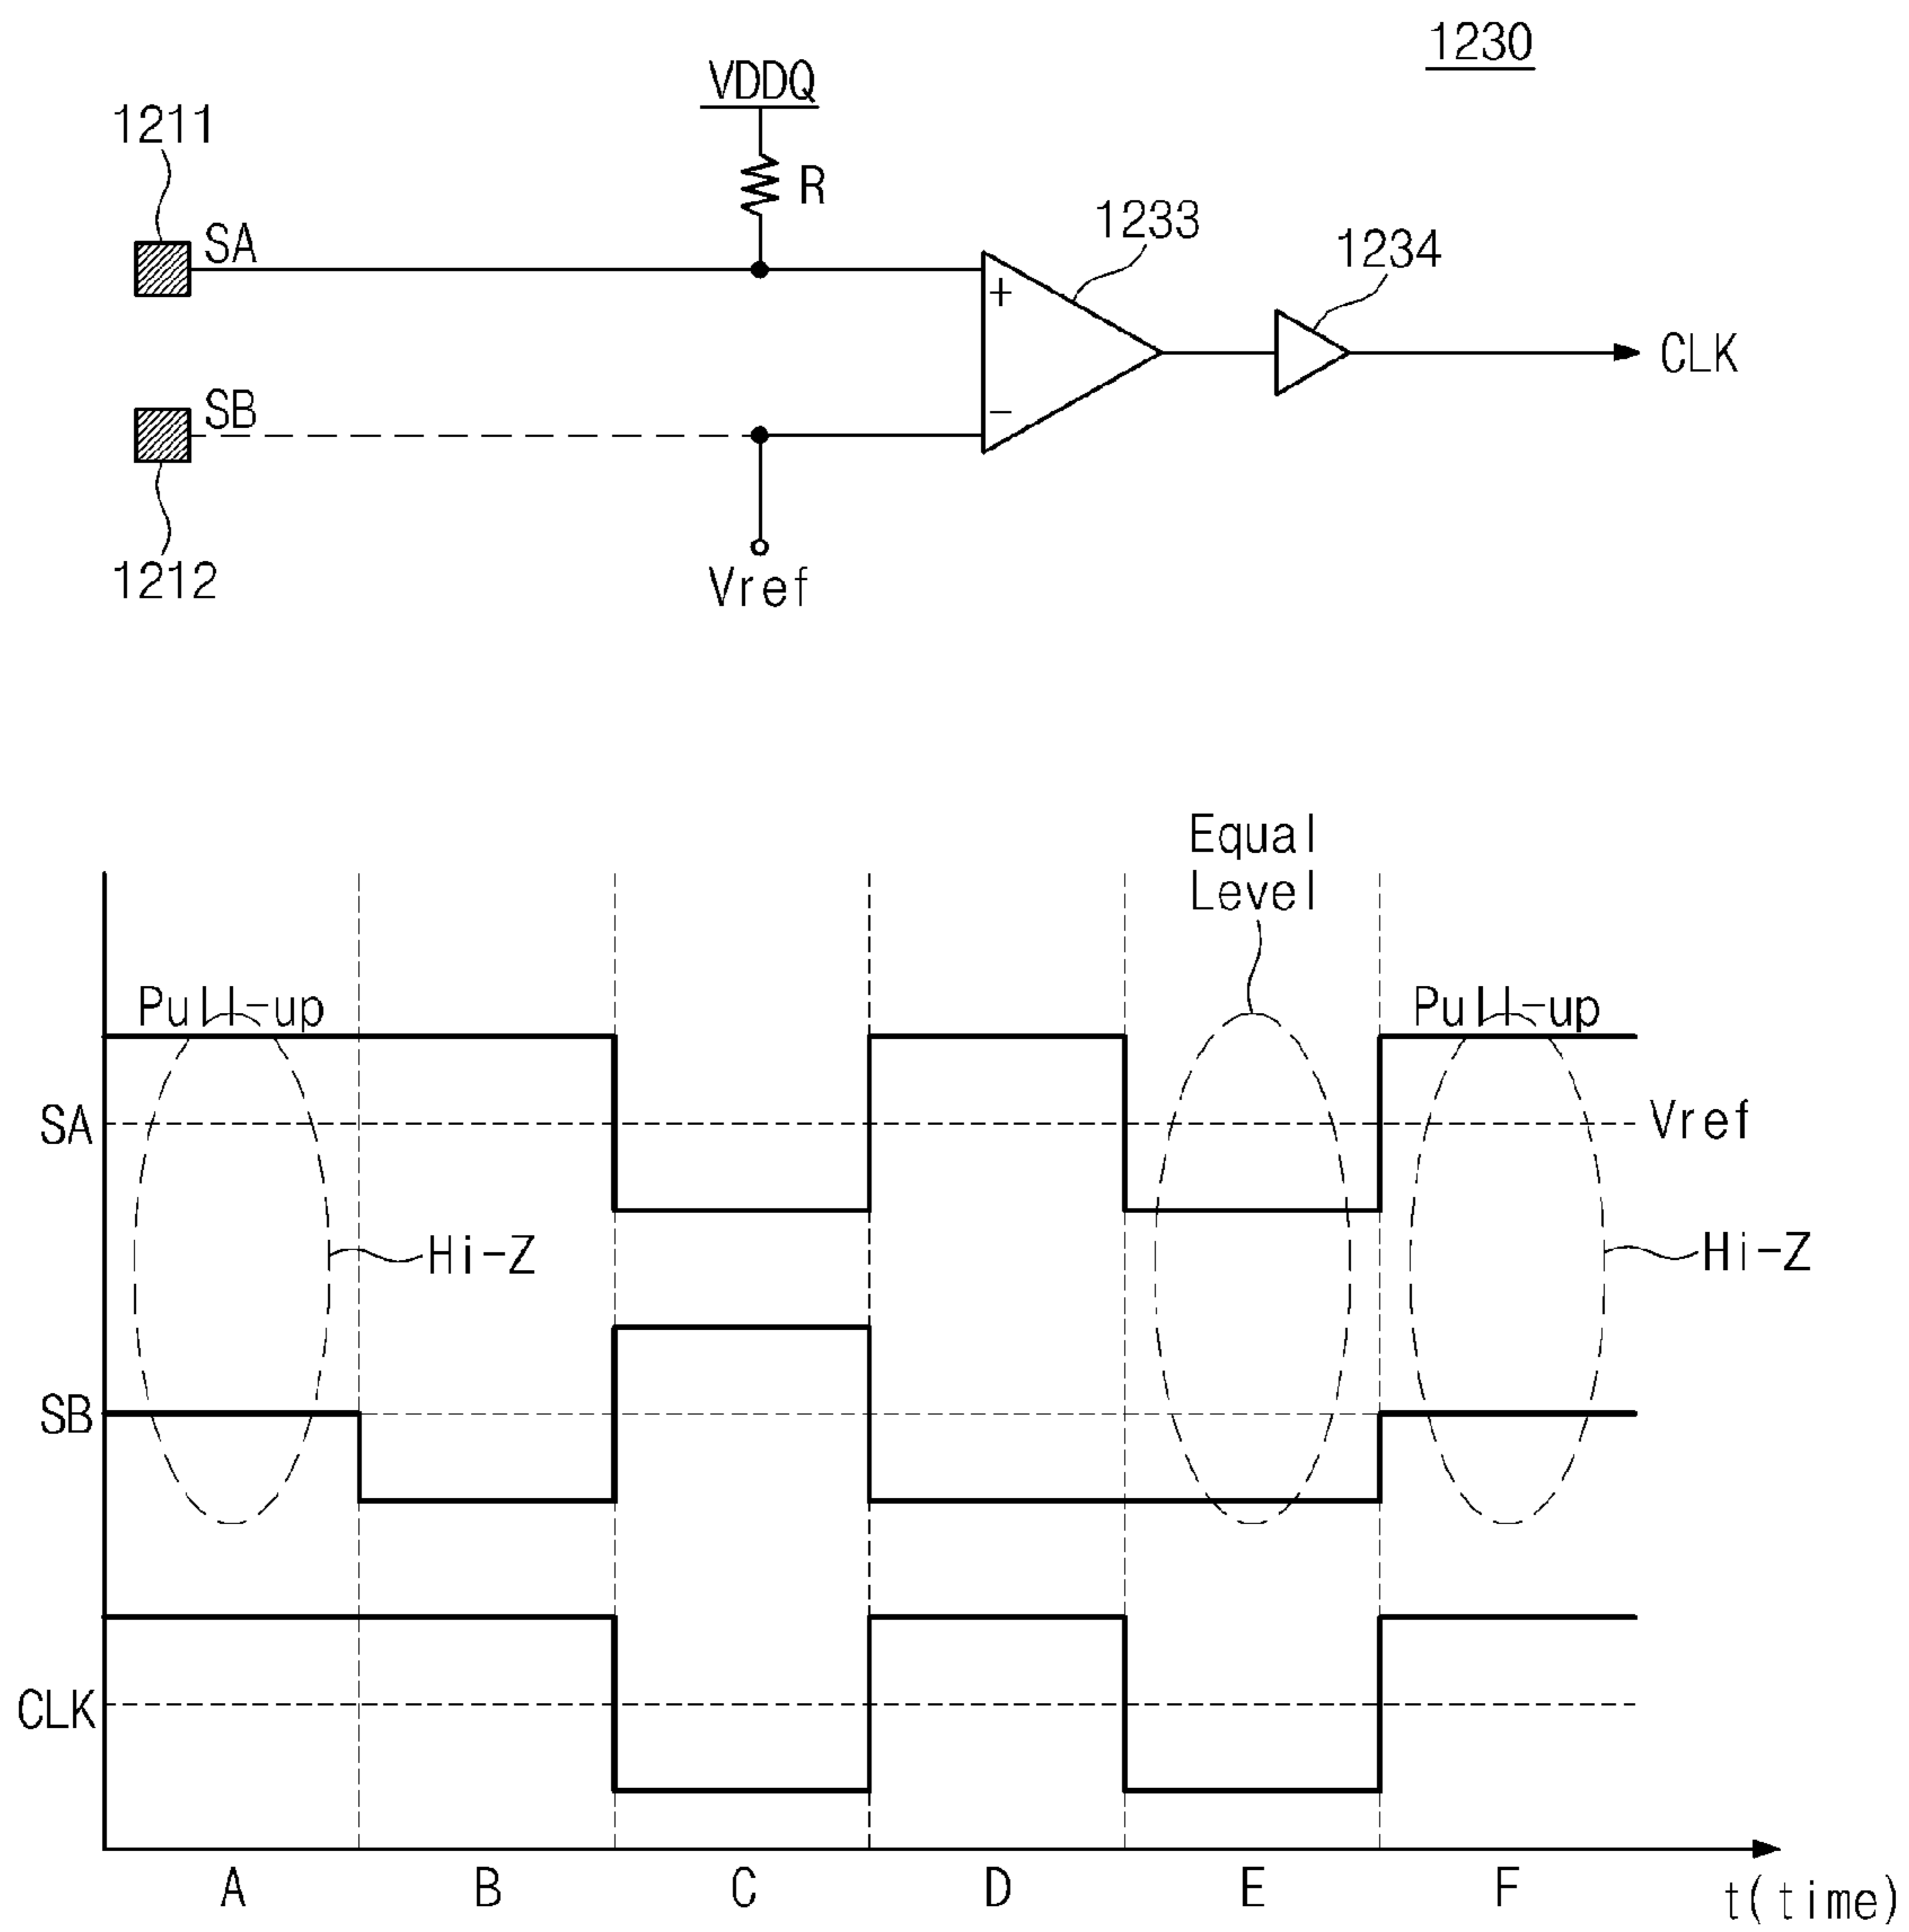 1230
VDDQ
1211
R
SA
1233
1234
+
CLK
SB
−
1212
Vref
Equal
Level
Pull-up
Pull-up
SA
Vref
Hi-Z
Hi-Z
SB
CLK
A B C D E F
t(time)